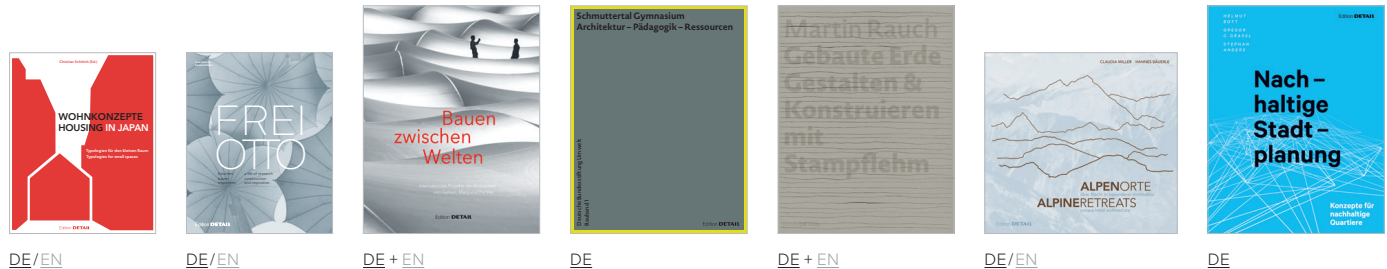 Christian Schittich (Ed.)
WOHNKONZEPTE
HOUSING IN JAPAN
Typologien für den kleinen Raum
Typologies for small spaces
Edition DETAIL
FREI
OTTO
Edition DETAIL
Bauen
zwischen
Welten
Edition DETAIL
Schmuttertal Gymnasium
Architektur – Pädagogik – Ressourcen
Deutsche Bundesstiftung Umwelt
Edition DETAIL
Martin Rauch
Gebaute Erde
Gestalten &
Konstruieren
mit
Stampflehm
CLAUDIA MILLER HANNES BÄUERLE
ALPENORTE
ALPINERETREATS
Edition DETAIL
HELMUT
BOTT
GREGOR
C GRASSL
STEPHAN
ANDERS
Edition DETAIL
Nach –
haltige
Stadt –
planung
Konzepte für
nachhaltige
Quartiere
DE / EN
DE / EN
DE + EN
DE
DE + EN
DE / EN
DE